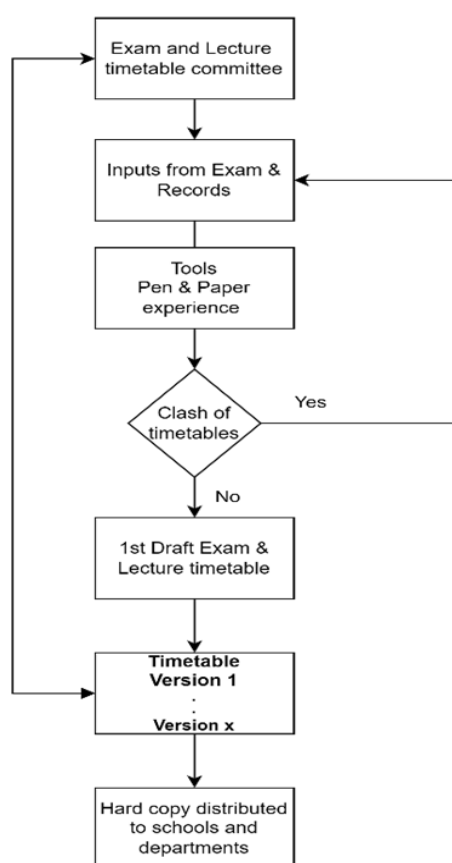 Exam and Lecture
timetable committee
Inputs from Exam &
Records
Tools
Pen & Paper
experience
Clash of
timetables
Yes
No
1st Draft Exam &
Lecture timetable
Timetable
Version 1
.
.
Version x
Hard copy distributed
to schools and
departments